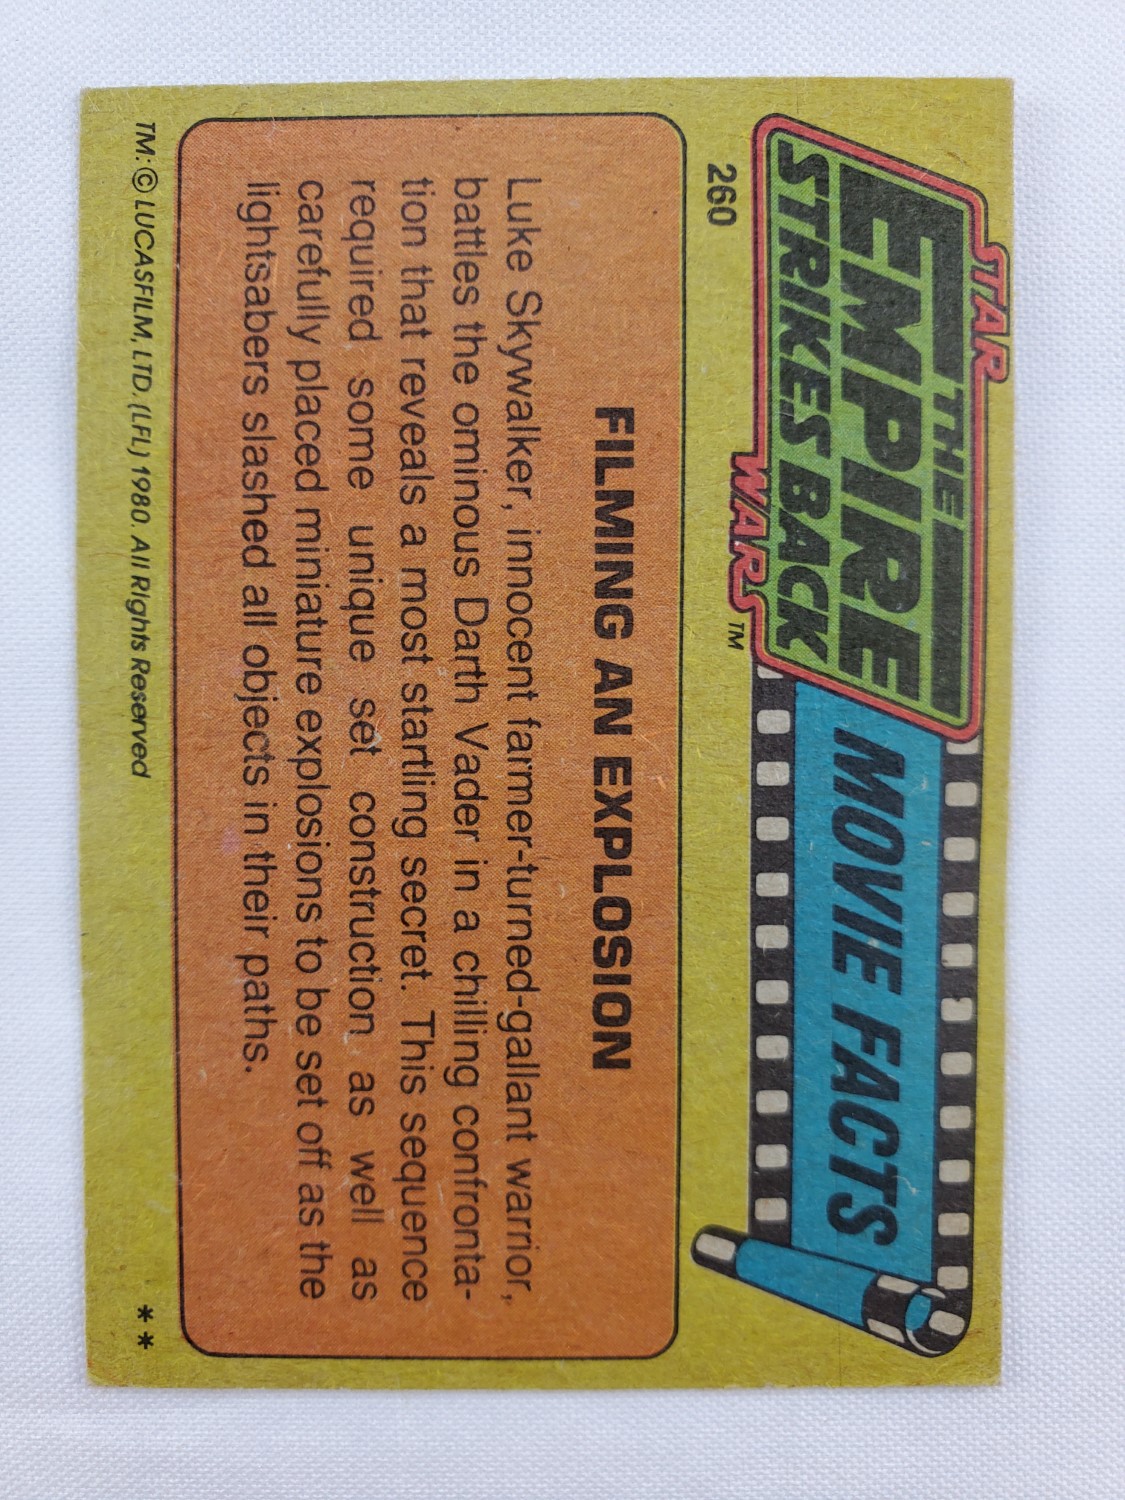 STAR
THE
EMPIRE
STRIKES BACK
WARS™
MOVIE FACTS
260
FILMING AN EXPLOSION
Luke Skywalker, innocent farmer-turned-gallant warrior,
battles the ominous Darth Vader in a chilling confronta-
tion that reveals a most startling secret. This sequence
required some unique set construction as well as
carefully placed miniature explosions to be set off as the
lightsabers slashed all objects in their paths.
TM: © LUCASFILM, LTD. (LFL) 1980. All Rights Reserved
**